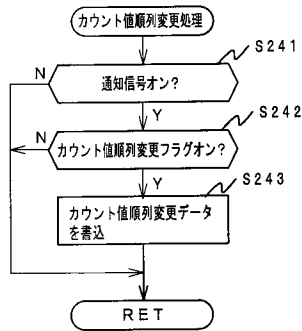 カウント値順列変更処理
S241
通知信号オン?
N
Y
S242
カウント値順列変更フラグオン?
N
Y
S243
カウント値順列変更データ
を書込
RET